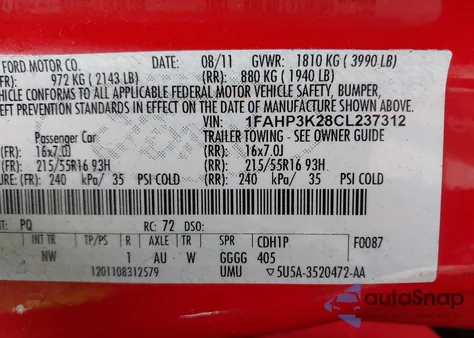 FORD MOTOR CO.
DATE: 08/11 GVWR: 1810 KG ( 3990 LB)
(FR): 972 KG ( 2143 LB) (RR): 880 KG ( 1940 LB)
VEHICLE CONFORMS TO ALL APPLICABLE FEDERAL MOTOR VEHICLE SAFETY, BUMPER,
THEFT PREVENTION STANDARDS IN EFFECT ON THE DATE OF MANUFACTURE
VIN: 1FAHP3K28CL237312
Passenger Car TRAILER TOWING -- SEE OWNER GUIDE
(FR): 16x7.0J (RR): 16x7.0J
(FR): 215/55R16 93H (RR): 215/55R16 93H
(FR): 240 kPa/ 35 PSI COLD (RR): 240 kPa/ 35 PSI COLD
PQ RC: 72 DSO:
INT TR TP/PS R AXLE TR SPR CDH1P F0087
NW 1 AU W GGGG 405
1201108312579 UMU ▽5U5A-3520472-AA
autoSnap